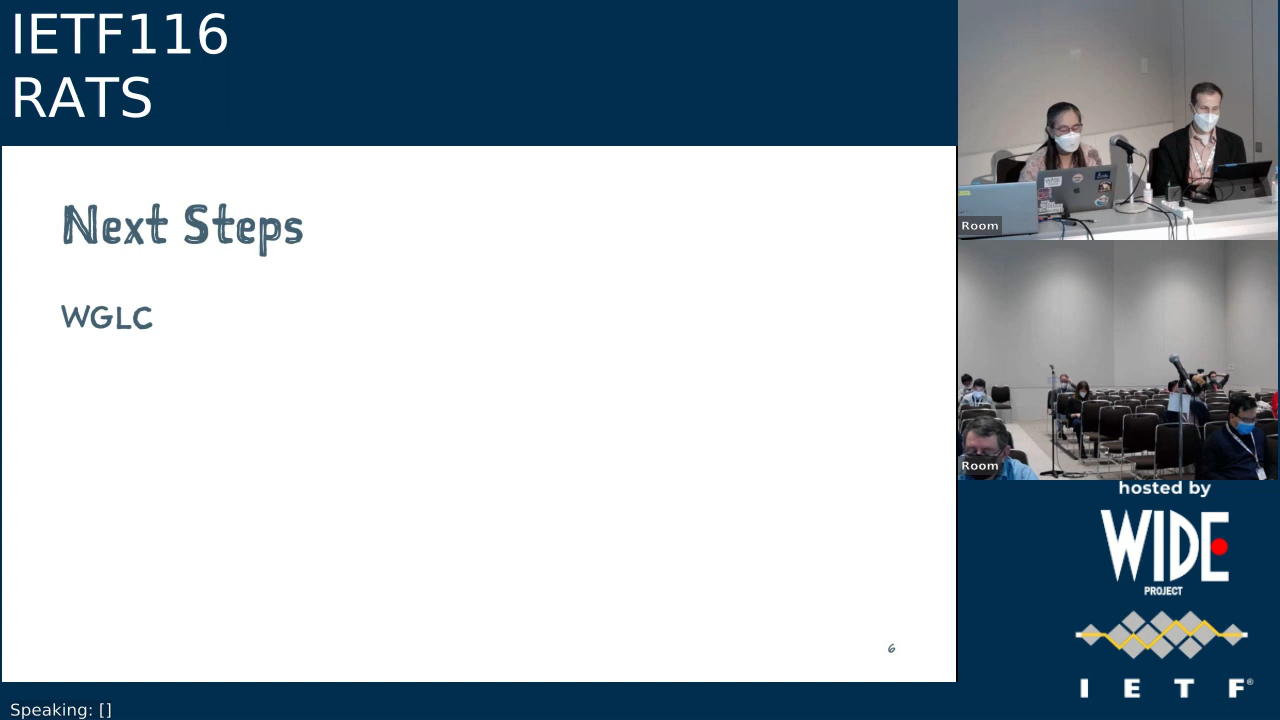 IETF116
RATS
Next Steps
WGLC
6
Speaking: []
Room
Room
hosted by
WIDE
PROJECT
I E T F®